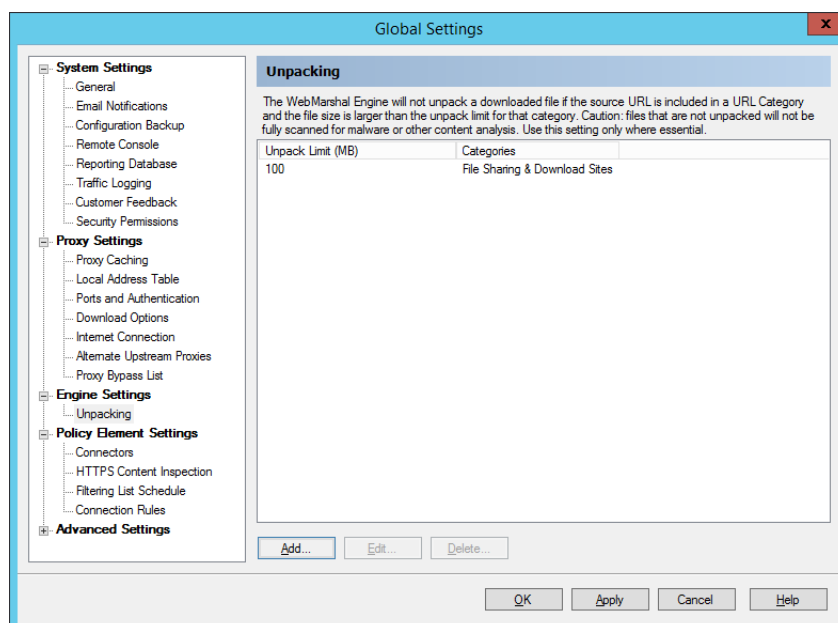 Global Settings
x
System Settings
General
Email Notifications
Configuration Backup
Remote Console
Reporting Database
Traffic Logging
Customer Feedback
Security Permissions
Proxy Settings
Proxy Caching
Local Address Table
Ports and Authentication
Download Options
Internet Connection
Alternate Upstream Proxies
Proxy Bypass List
Engine Settings
Unpacking
Policy Element Settings
Connectors
HTTPS Content Inspection
Filtering List Schedule
Connection Rules
Advanced Settings
Unpacking
The WebMarshal Engine will not unpack a downloaded file if the source URL is included in a URL Category
and the file size is larger than the unpack limit for that category. Caution: files that are not unpacked will not be
fully scanned for malware or other content analysis. Use this setting only where essential.
Unpack Limit (MB) Categories
100 File Sharing & Download Sites
Add... Edit... Delete...
OK Apply Cancel Help